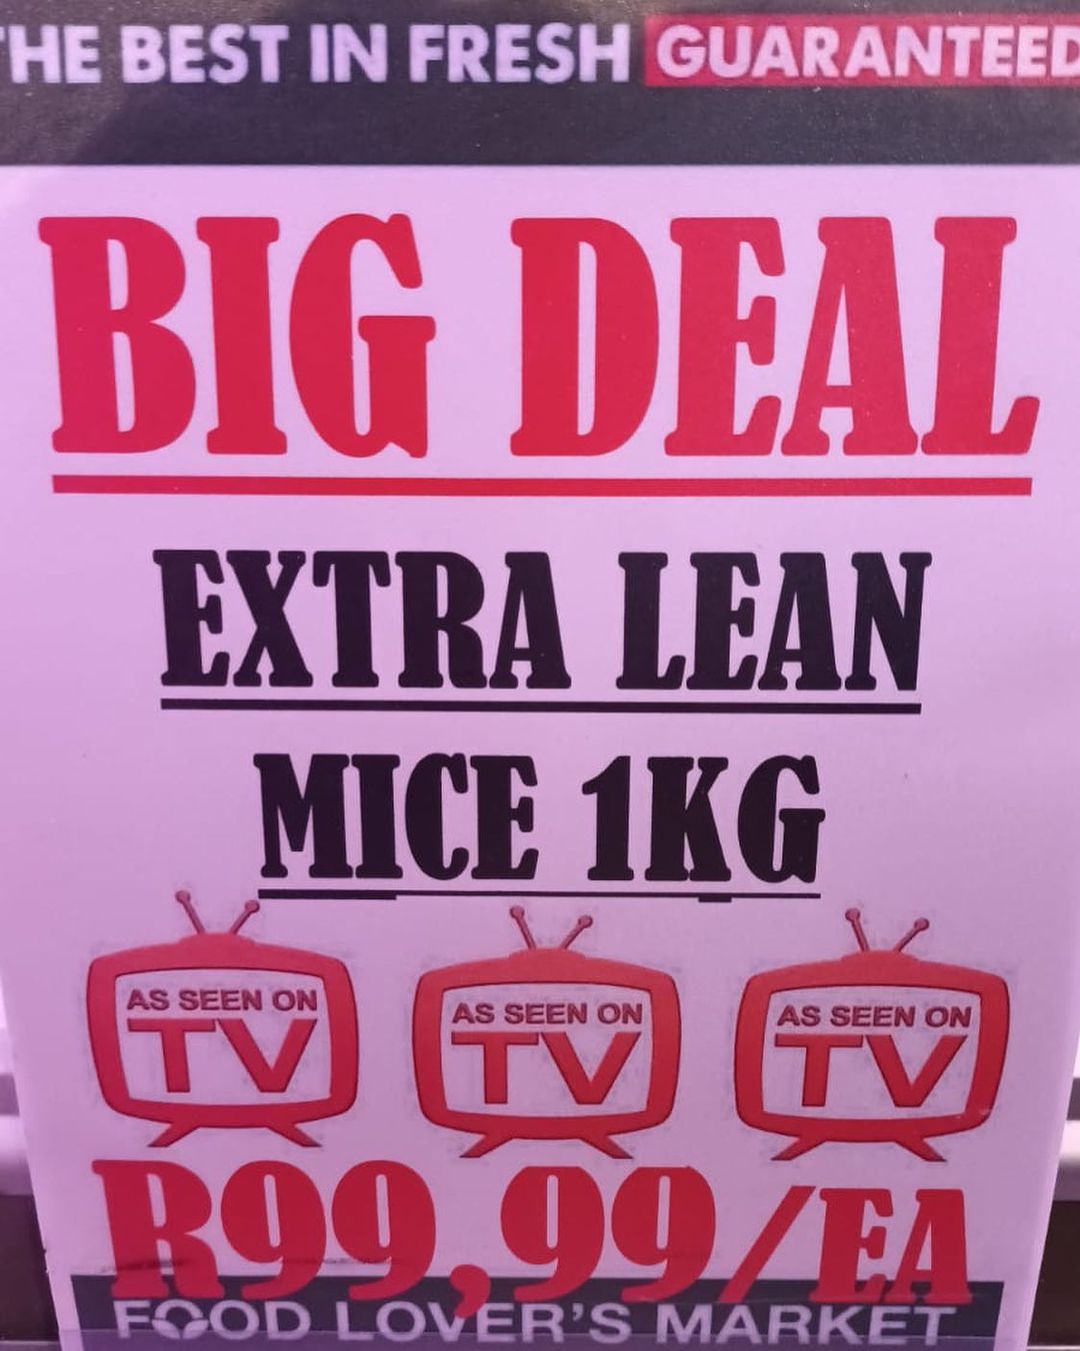 THE BEST IN FRESH GUARANTEED
BIG DEAL
EXTRA LEAN
MICE 1KG
AS SEEN ON
TV
AS SEEN ON
TV
AS SEEN ON
TV
R99,99/EA
FOOD LOVER'S MARKET